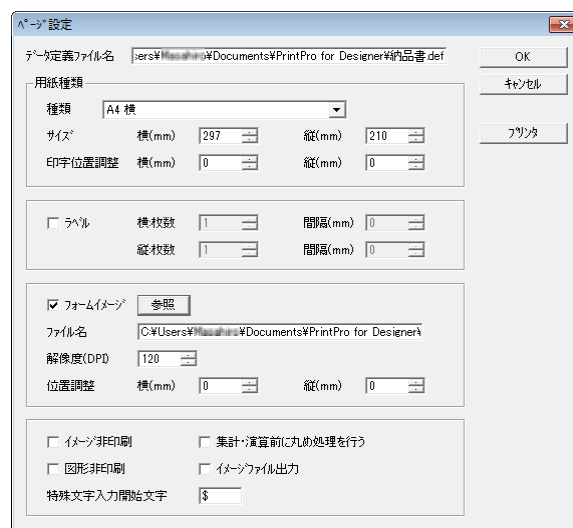 ページ設定
データ定義ファイル名 sers¥ ¥Documents¥PrintPro for Designer¥納品書.def
OK
用紙種類
キャンセル
種類 A4 横
サイズ 横(mm) 297 縦(mm) 210
プリンタ
印字位置調整 横(mm) 0 縦(mm) 0
ラベル 横枚数 1 間隔(mm) 0
縦枚数 1 間隔(mm) 0
フォームイメージ 参照
ファイル名 C:¥Users¥ ¥Documents¥PrintPro for Designer¥
解像度(DPI) 120
位置調整 横(mm) 0 縦(mm) 0
イメージ非印刷 集計・演算前に丸め処理を行う
図形非印刷 イメージファイル出力
特殊文字入力開始文字 $